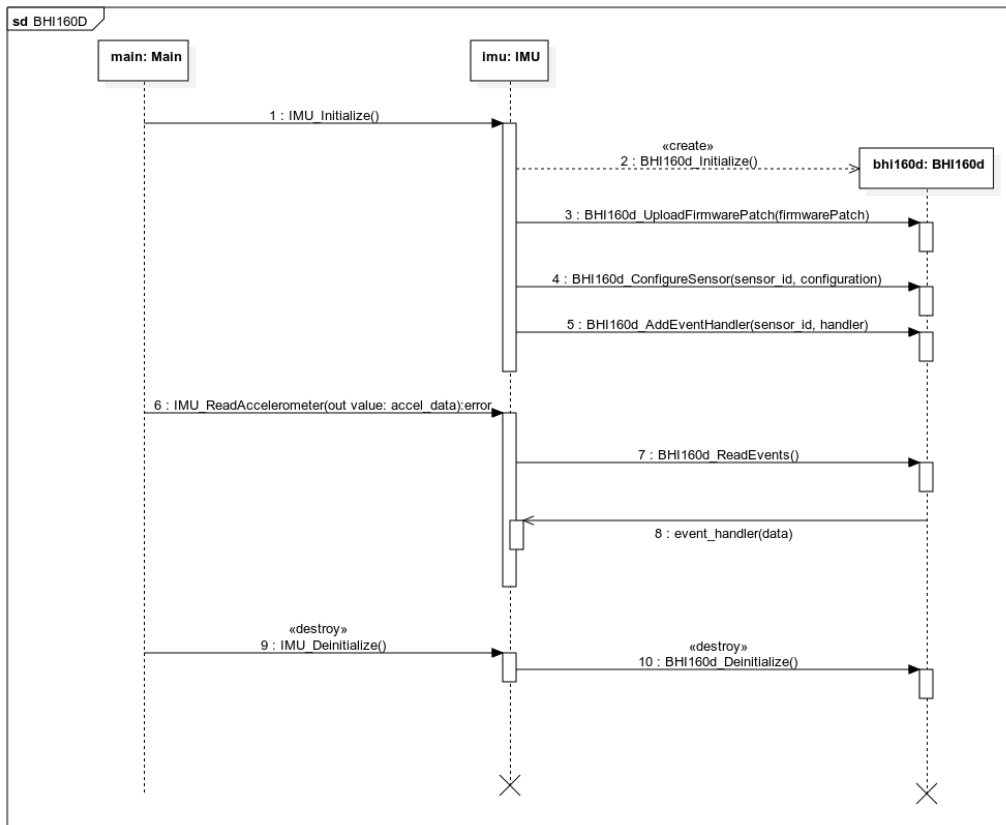 sd BHI160D
main: Main
imu: IMU
1 : IMU_Initialize()
«create»
2 : BHI160d_Initialize()
bhi160d: BHI160d
3 : BHI160d_UploadFirmwarePatch(firmwarePatch)
4 : BHI160d_ConfigureSensor(sensor_id, configuration)
5 : BHI160d_AddEventHandler(sensor_id, handler)
6 : IMU_ReadAccelerometer(out value: accel_data):error
7 : BHI160d_ReadEvents()
8 : event_handler(data)
«destroy»
9 : IMU_Deinitialize()
«destroy»
10 : BHI160d_Deinitialize()